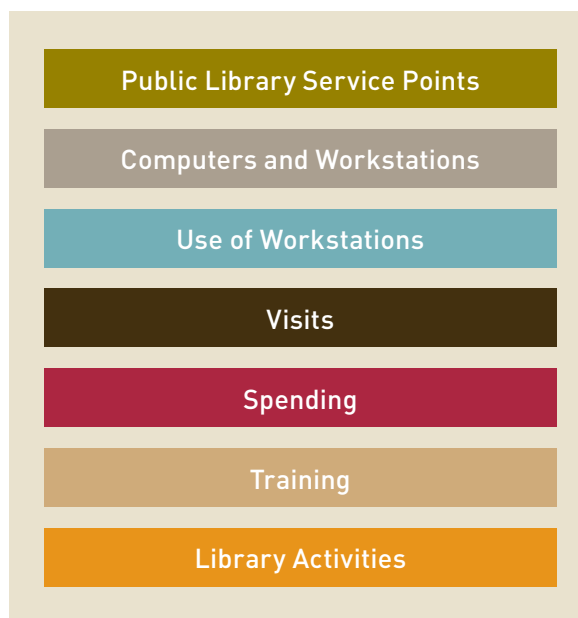 Public Library Service Points
Computers and Workstations
Use of Workstations
Visits
Spending
Training
Library Activities